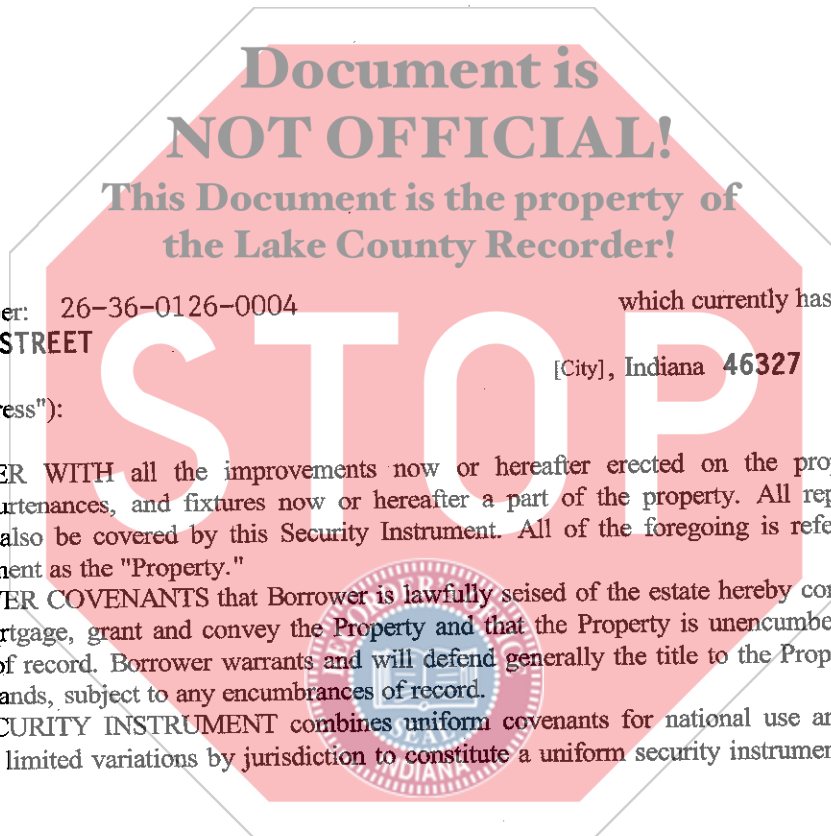 Document is
NOT OFFICIAL!
This Document is the property of
the Lake County Recorder!
STOP
er: 26-36-0126-0004 which currently has
STREET
[City], Indiana 46327
ress"):
ER WITH all the improvements now or hereafter erected on the prop
urtenances, and fixtures now or hereafter a part of the property. All rep
also be covered by this Security Instrument. All of the foregoing is refe
ment as the "Property."
ER COVENANTS that Borrower is lawfully seised of the estate hereby con
rtgage, grant and convey the Property and that the Property is unencumbe
of record. Borrower warrants and will defend generally the title to the Prop
ands, subject to any encumbrances of record.
CURITY INSTRUMENT combines uniform covenants for national use an
limited variations by jurisdiction to constitute a uniform security instrumen
SEAL
INDIANA